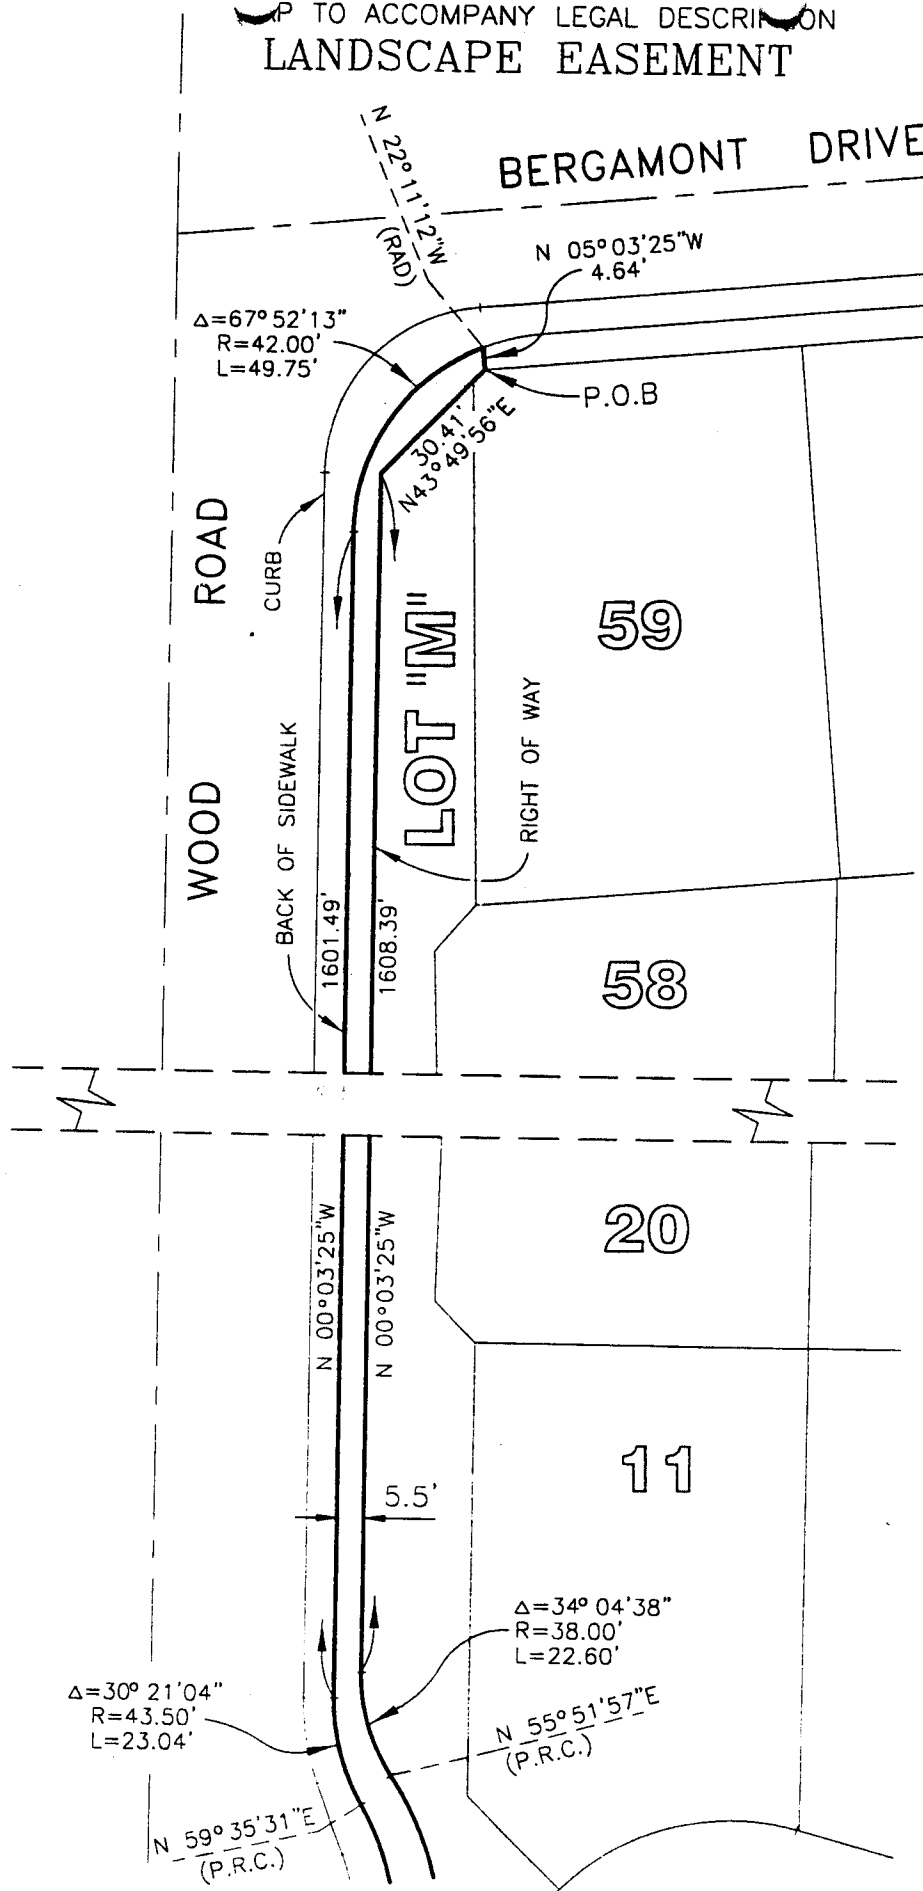 TO ACCOMPANY LEGAL
LANDSCAPE EASEMENT
BERGAMONT DRIVE
N 22°11'12"W
(RAD)
N 05°03'25"W
4.64'
Δ=67°52'13"
R=42.00'
L=49.75'
P.O.B
30.41'
N43°49'56"E
CURB
WOOD ROAD
LOT "M"
59
RIGHT OF WAY
BACK OF SIDEWALK
1601.49'
1608.39'
58
20
N 00°03'25"W
N 00°03'25"W
11
5.5'
Δ=34°04'38"
R=38.00'
L=22.60'
Δ=30°21'04"
R=43.50'
L=23.04'
N 55°51'57"E
(P.R.C.)
N 59°35'31"E
(P.R.C.)